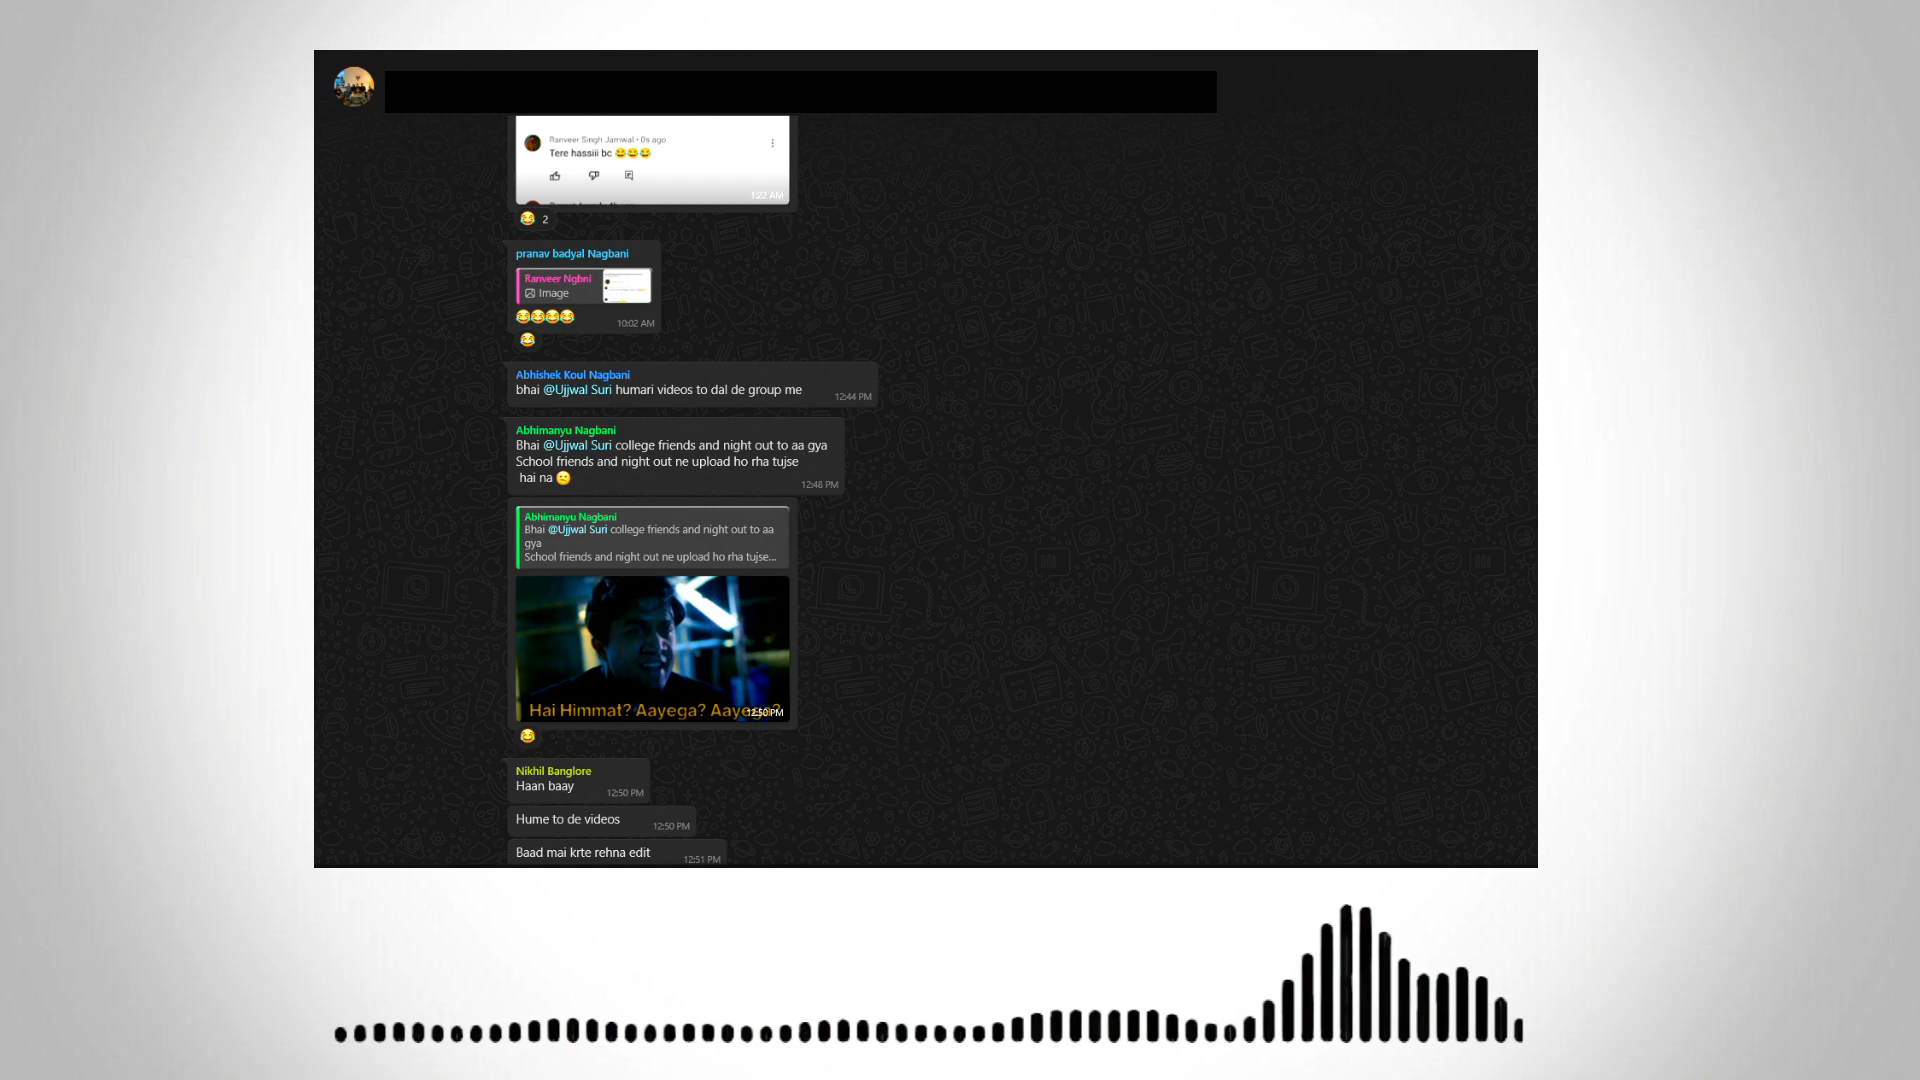 Ranveer Singh Jamwal • 0s ago
Tere hassiii bc 😂😂😂
1:22 AM
😂 2
pranav badyal Nagbani
Ranveer Ngbni
Image
😂😂😂😂
10:02 AM
😂
Abhishek Koul Nagbani
bhai @Ujjwal Suri humari videos to dal de group me
12:44 PM
Abhimanyu Nagbani
Bhai @Ujjwal Suri college friends and night out to aa gya
School friends and night out ne upload ho rha tujse
hai na 🙁
12:48 PM
Abhimanyu Nagbani
Bhai @Ujjwal Suri college friends and night out to aa
gya
School friends and night out ne upload ho rha tujse...
Hai Himmat? Aayega? Aayega?
12:50 PM
😂
Nikhil Banglore
Haan baay
12:50 PM
Hume to de videos
12:50 PM
Baad mai krte rehna edit
12:51 PM